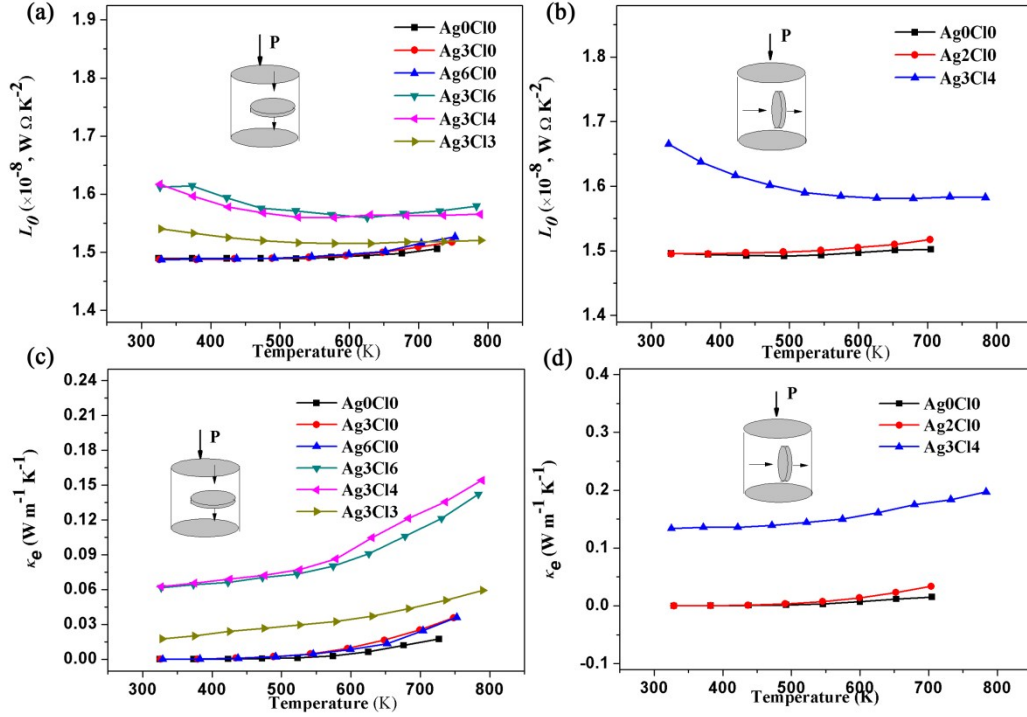 (a)
P
Ag0Cl0
Ag3Cl0
Ag6Cl0
Ag3Cl6
Ag3Cl4
Ag3Cl3
L0 (×10-8, W Ω K-2)
1.9
1.8
1.7
1.6
1.5
1.4
300 400 500 600 700 800
Temperature (K)
(b)
P
Ag0Cl0
Ag2Cl0
Ag3Cl4
L0 (×10-8, W Ω K-2)
1.8
1.7
1.6
1.5
1.4
300 400 500 600 700 800
Temperature (K)
(c)
P
Ag0Cl0
Ag3Cl0
Ag6Cl0
Ag3Cl6
Ag3Cl4
Ag3Cl3
κe (W m-1 K-1)
0.24
0.21
0.18
0.15
0.12
0.09
0.06
0.03
0.00
300 400 500 600 700 800
Temperature (K)
(d)
P
Ag0Cl0
Ag2Cl0
Ag3Cl4
κe (W m-1 K-1)
0.4
0.3
0.2
0.1
0.0
-0.1
300 400 500 600 700 800
Temperature (K)